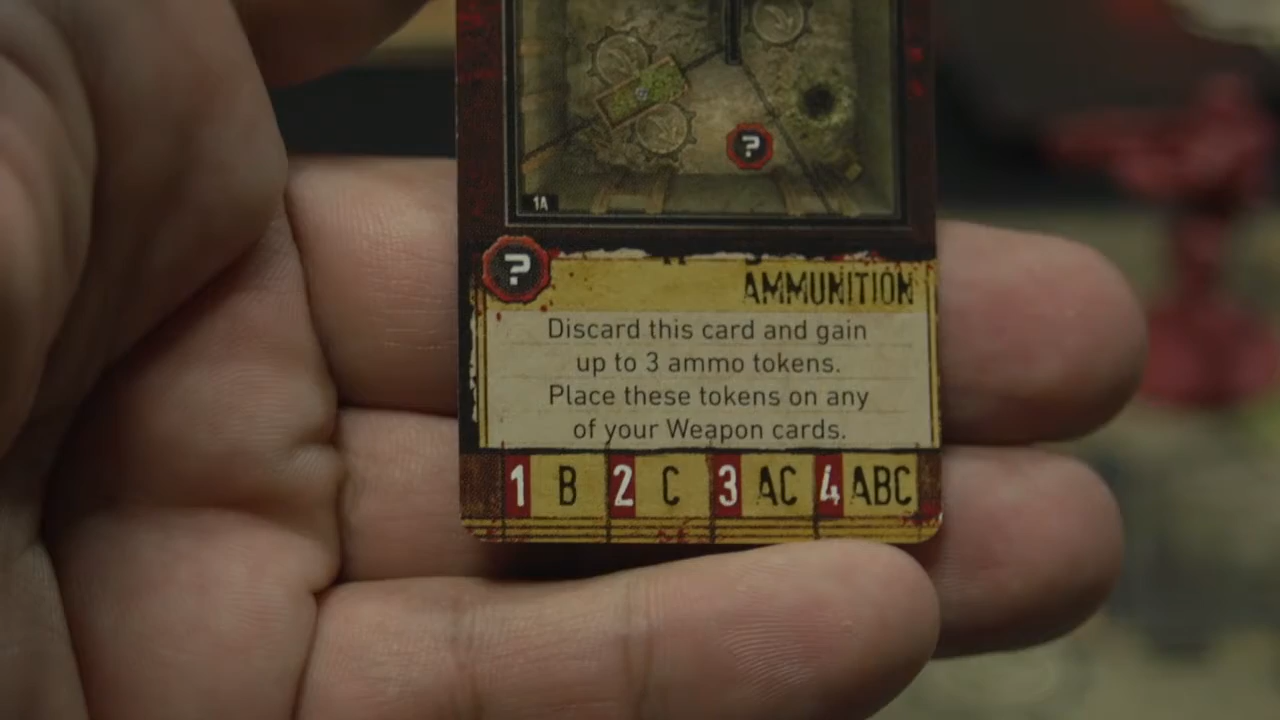 ?
1A
?
AMMUNITION
Discard this card and gain
up to 3 ammo tokens.
Place these tokens on any
of your Weapon cards.
1 B 2 C 3 AC 4 ABC